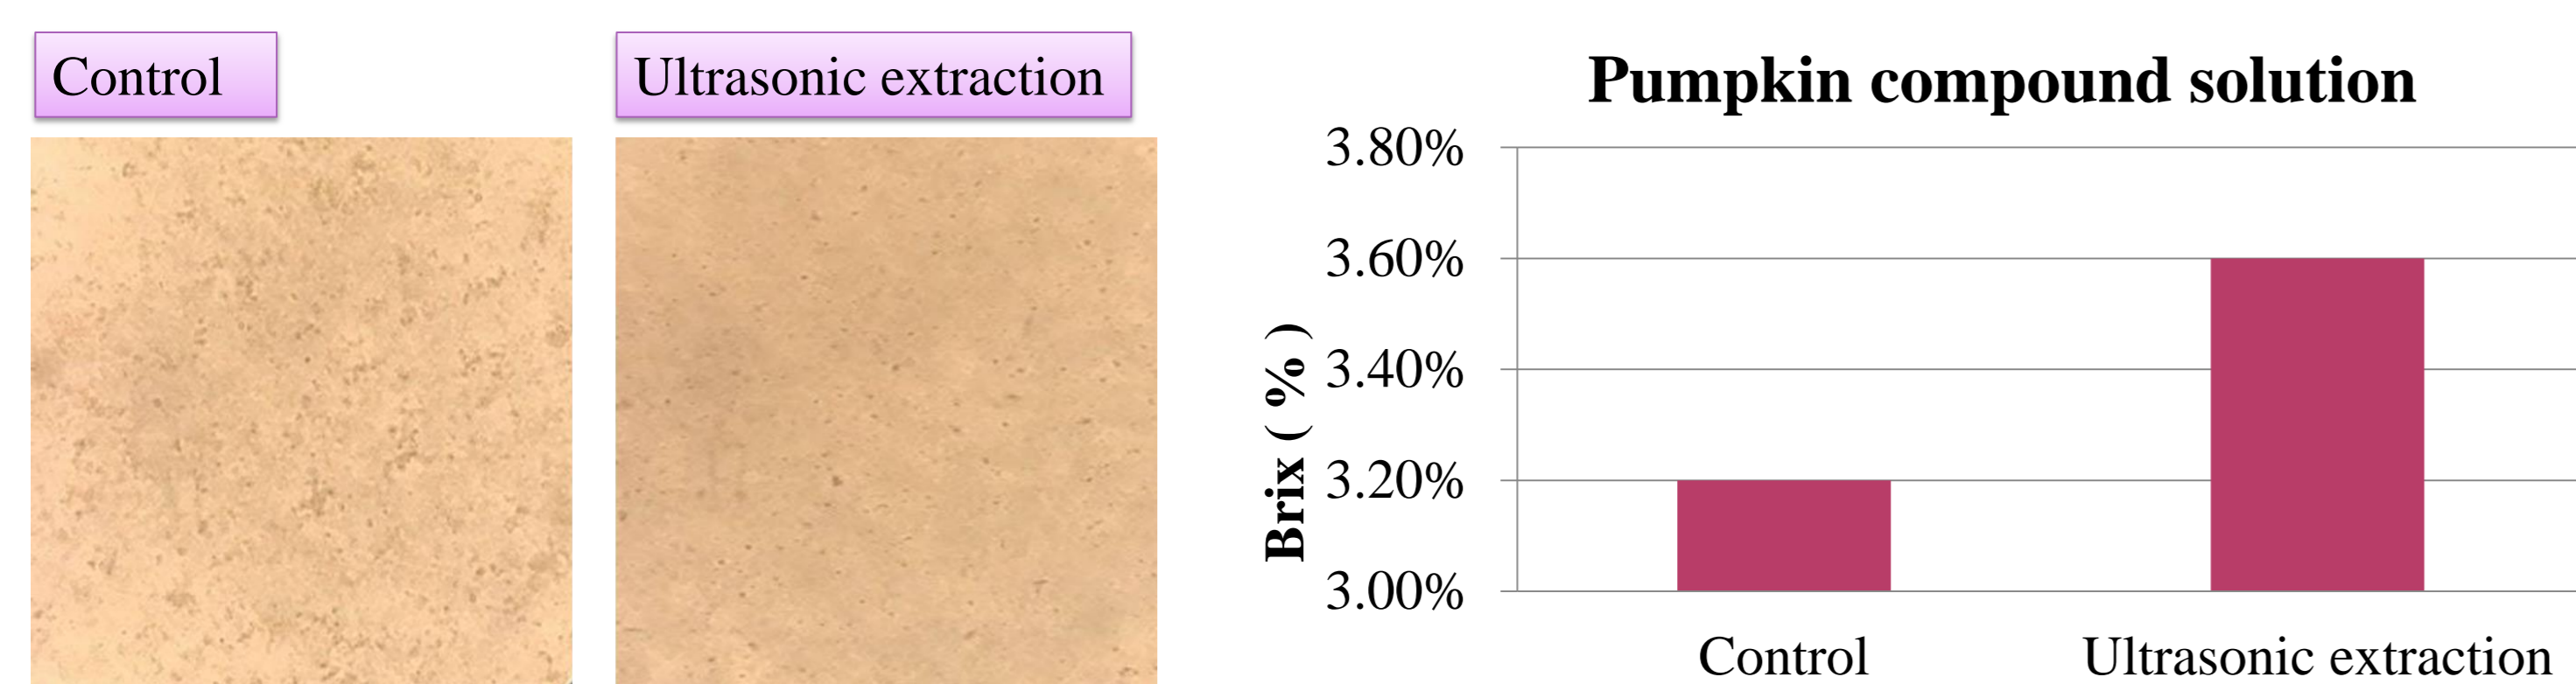 Control
Ultrasonic extraction
Pumpkin compound solution
3.80%
3.60%
3.40%
3.20%
3.00%
Brix ( % )
Control
Ultrasonic extraction